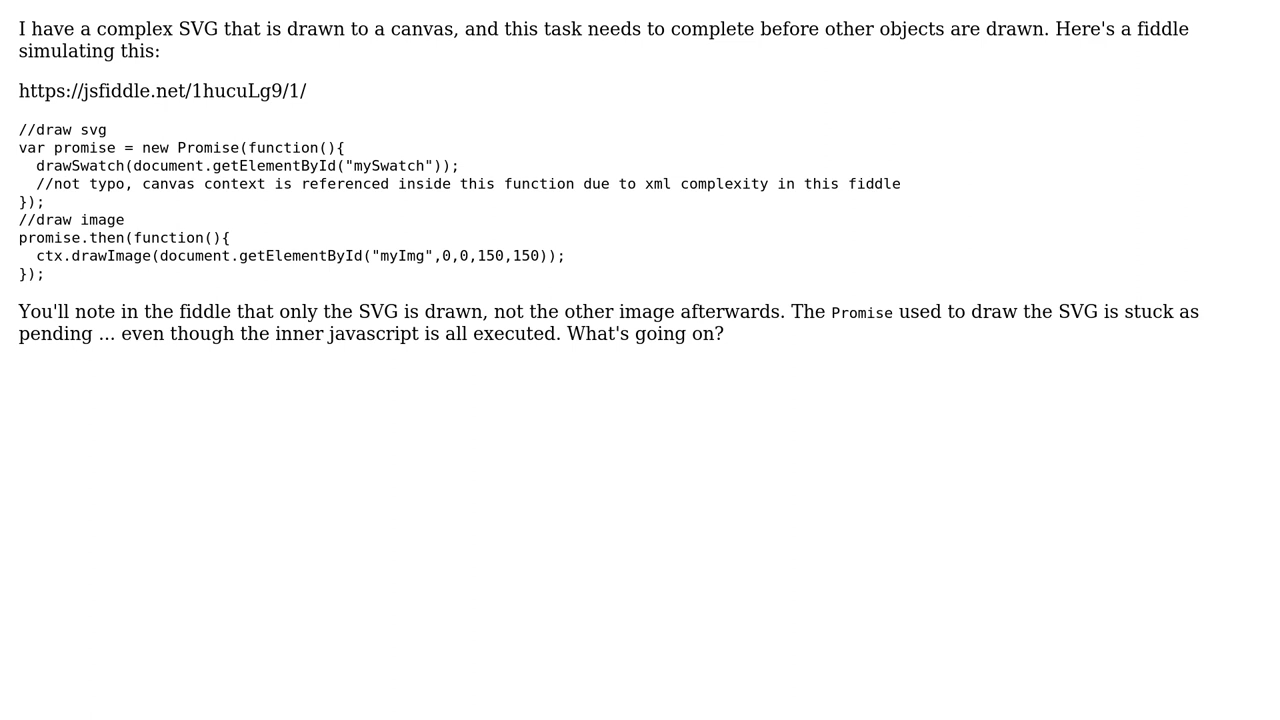 I have a complex SVG that is drawn to a canvas, and this task needs to complete before other objects are drawn. Here's a fiddle
simulating this:
https://jsfiddle.net/1hucuLg9/1/
//draw svg
var promise = new Promise(function(){
  drawSwatch(document.getElementById("mySwatch"));
  //not typo, canvas context is referenced inside this function due to xml complexity in this fiddle
});
//draw image
promise.then(function(){
  ctx.drawImage(document.getElementById("myImg",0,0,150,150));
});
You'll note in the fiddle that only the SVG is drawn, not the other image afterwards. The Promise used to draw the SVG is stuck as
pending ... even though the inner javascript is all executed. What's going on?